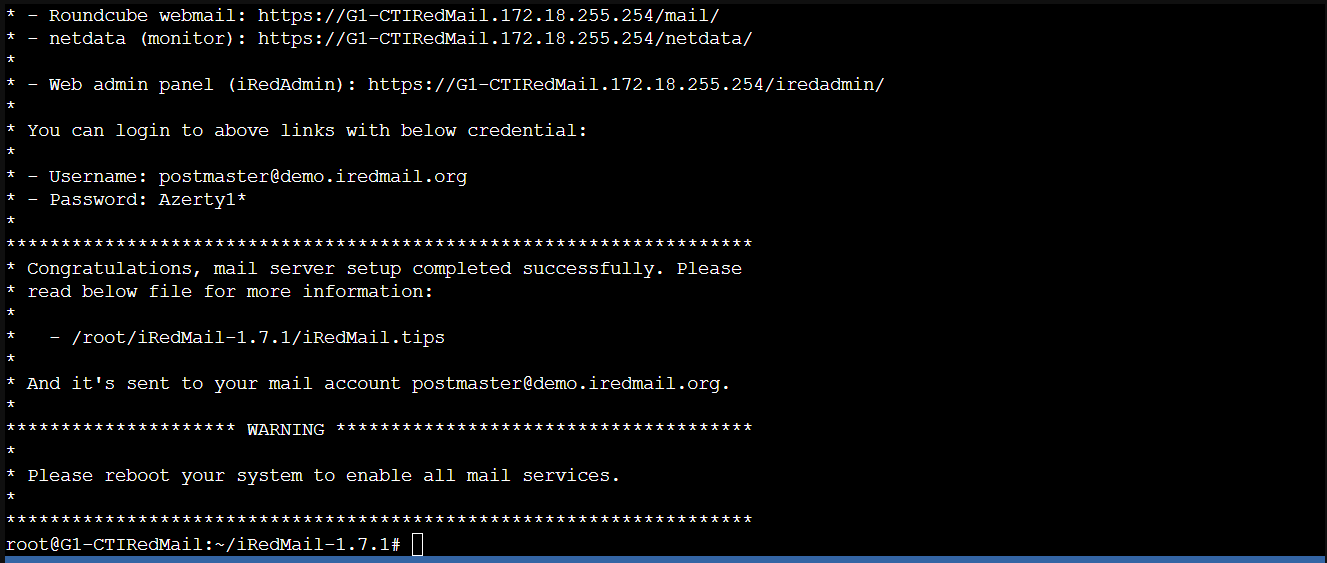 * - Roundcube webmail: https://G1-CTIRedMail.172.18.255.254/mail/
* - netdata (monitor): https://G1-CTIRedMail.172.18.255.254/netdata/
*
* - Web admin panel (iRedAdmin): https://G1-CTIRedMail.172.18.255.254/iredadmin/
*
* You can login to above links with below credential:
*
* - Username: postmaster@demo.iredmail.org
* - Password: Azerty1*
*
********************************************************************
* Congratulations, mail server setup completed successfully. Please
* read below file for more information:
*
*   - /root/iRedMail-1.7.1/iRedMail.tips
*
* And it's sent to your mail account postmaster@demo.iredmail.org.
*
********************* WARNING **************************************
*
* Please reboot your system to enable all mail services.
*
********************************************************************
root@G1-CTIRedMail:~/iRedMail-1.7.1#